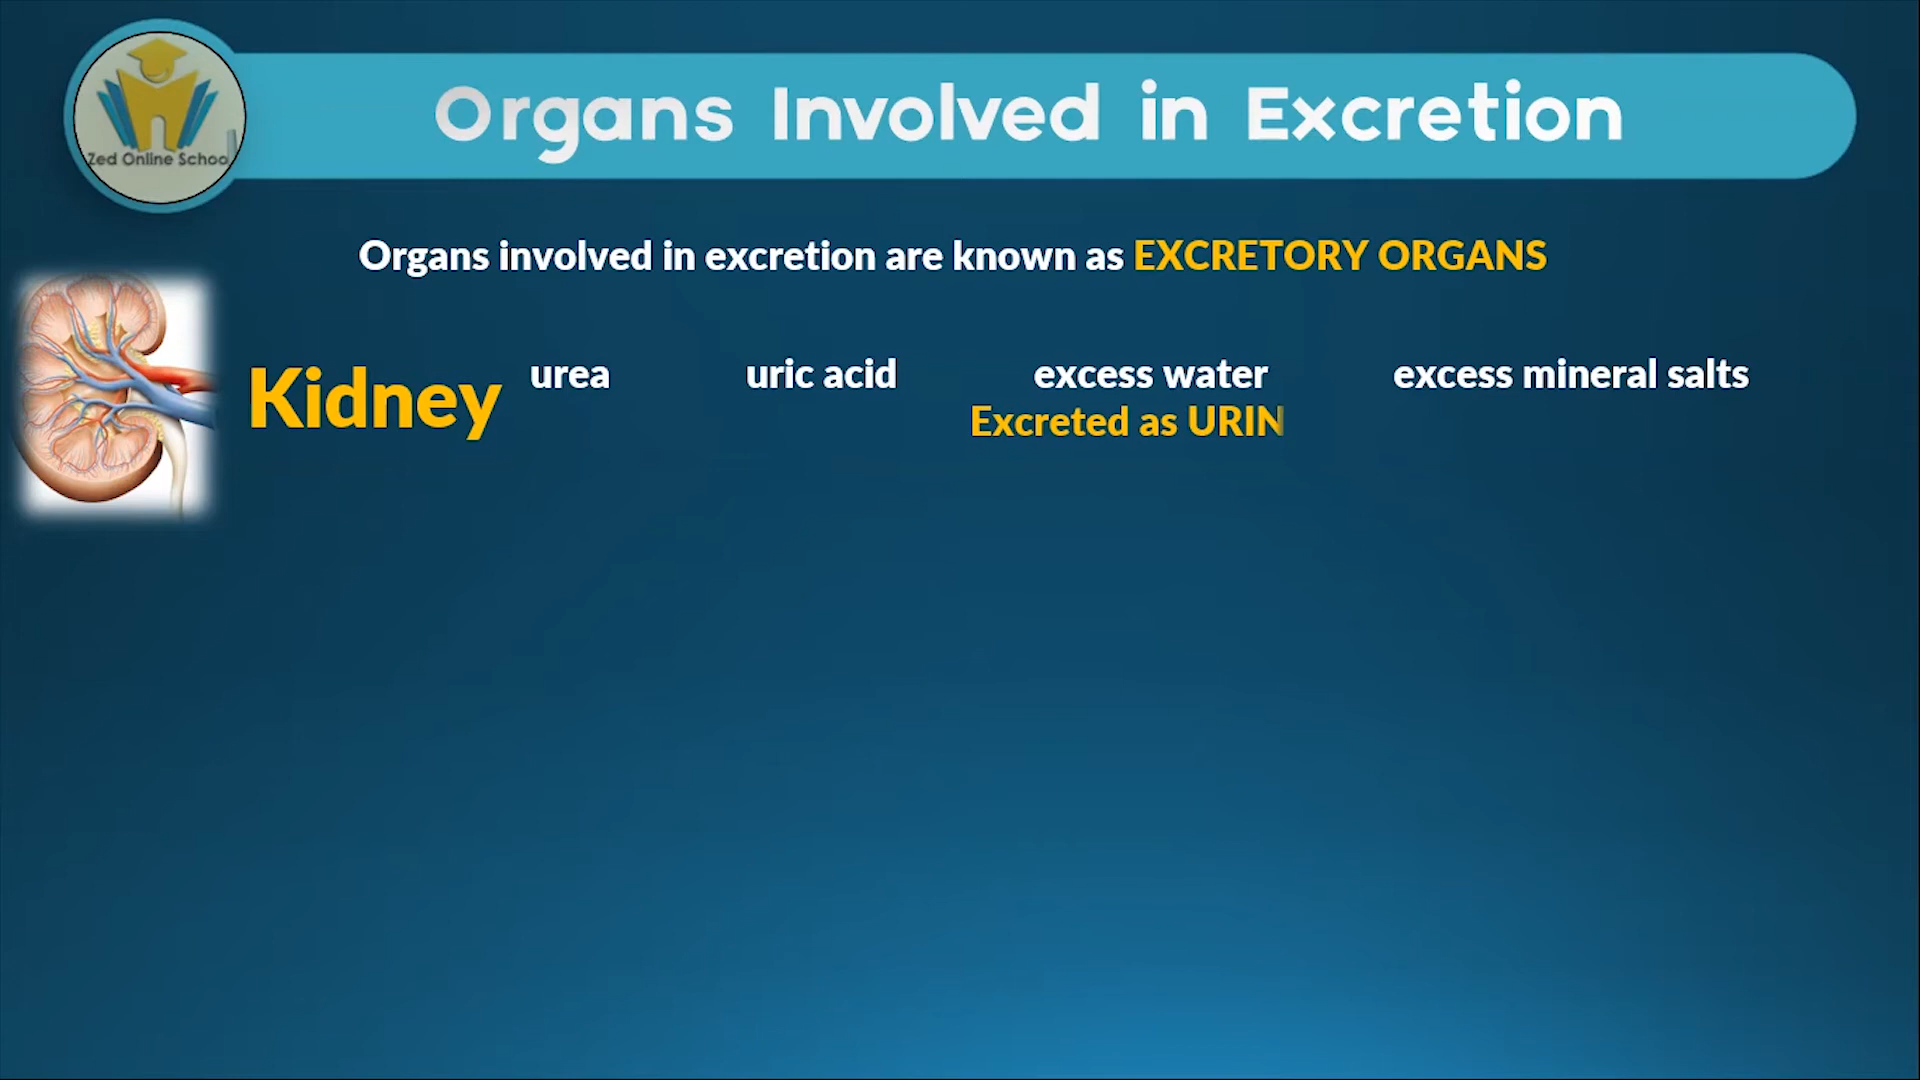 Organs Involved in Excretion
Zed Online School
Organs involved in excretion are known as EXCRETORY ORGANS
Kidney urea uric acid excess water excess mineral salts
Excreted as URIN